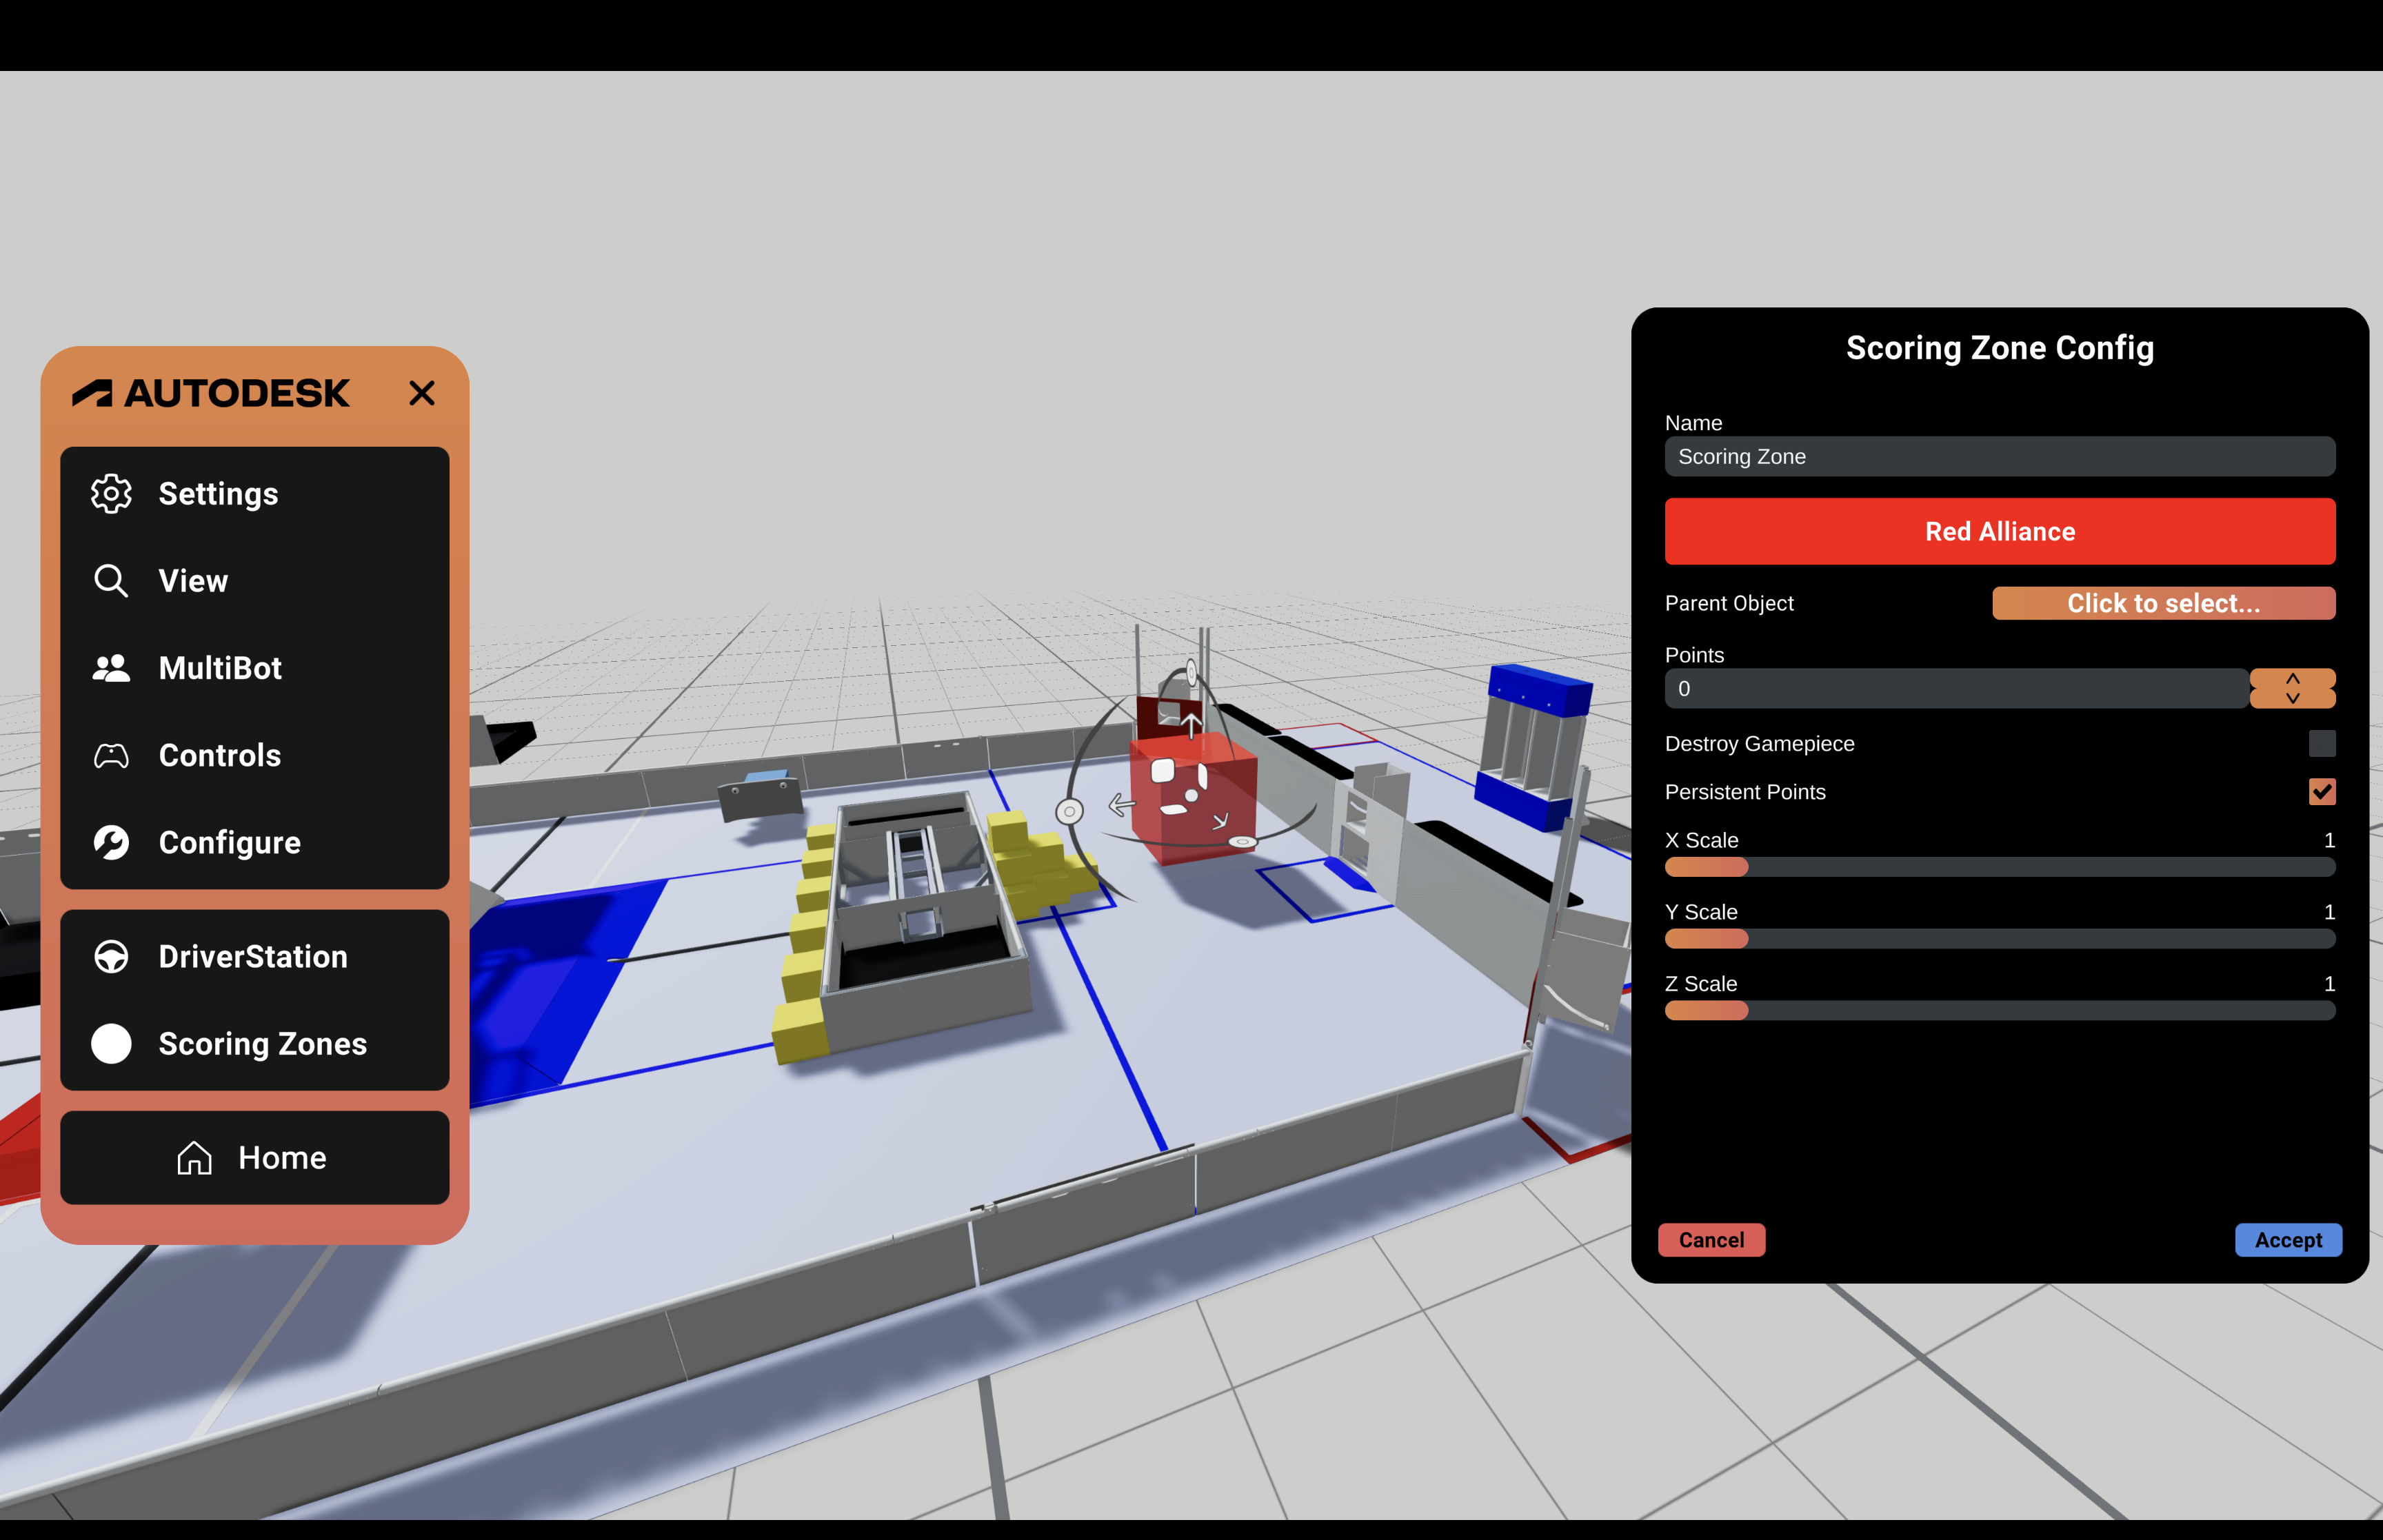 AUTODESK
Settings
View
MultiBot
Controls
Configure
DriverStation
Scoring Zones
Home
Scoring Zone Config
Name
Scoring Zone
Red Alliance
Parent Object Click to select...
Points
0
Destroy Gamepiece
Persistent Points
X Scale 1
Y Scale 1
Z Scale 1
Cancel Accept